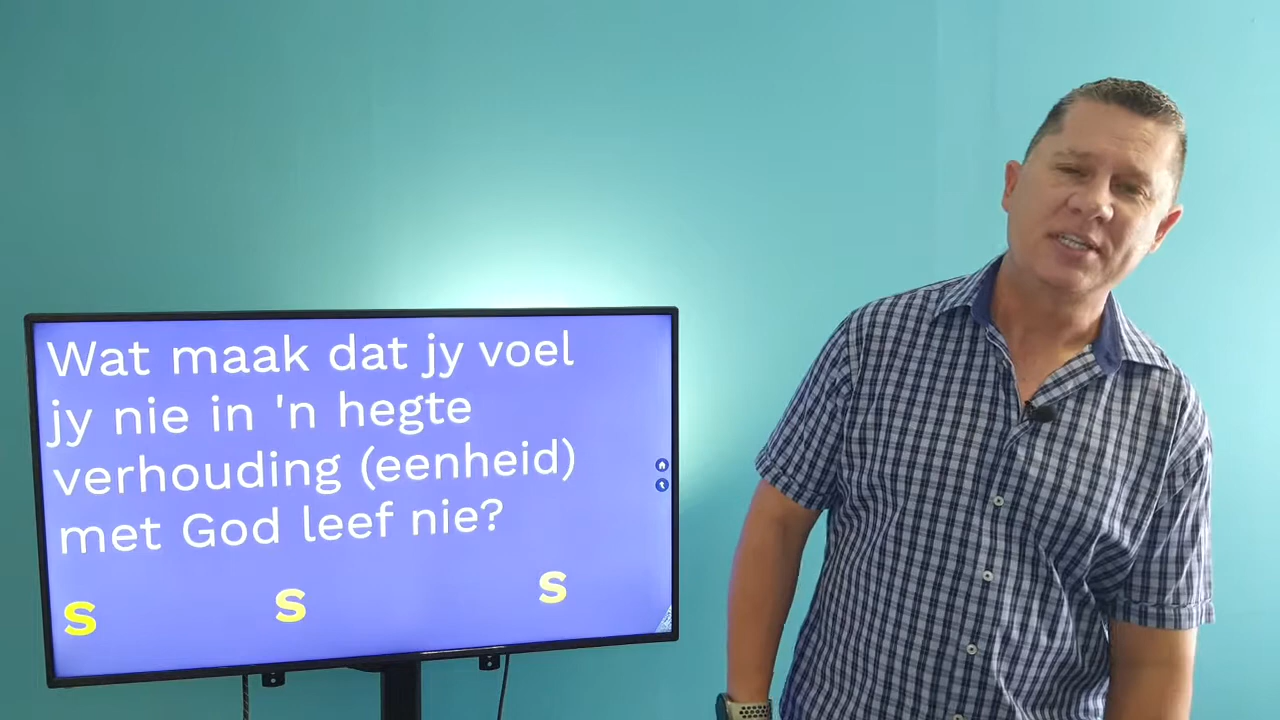 Wat maak dat jy voel
jy nie in 'n hegte
verhouding (eenheid)
met God leef nie?
S S S